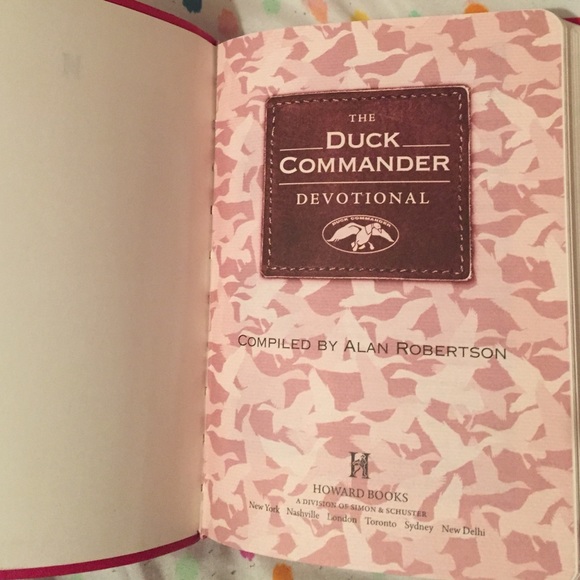 THE
DUCK
COMMANDER
DEVOTIONAL
DUCK COMMANDER
COMPILED BY ALAN ROBERTSON
H
HOWARD BOOKS
A DIVISION OF SIMON & SCHUSTER
New York Nashville London Toronto Sydney New Delhi